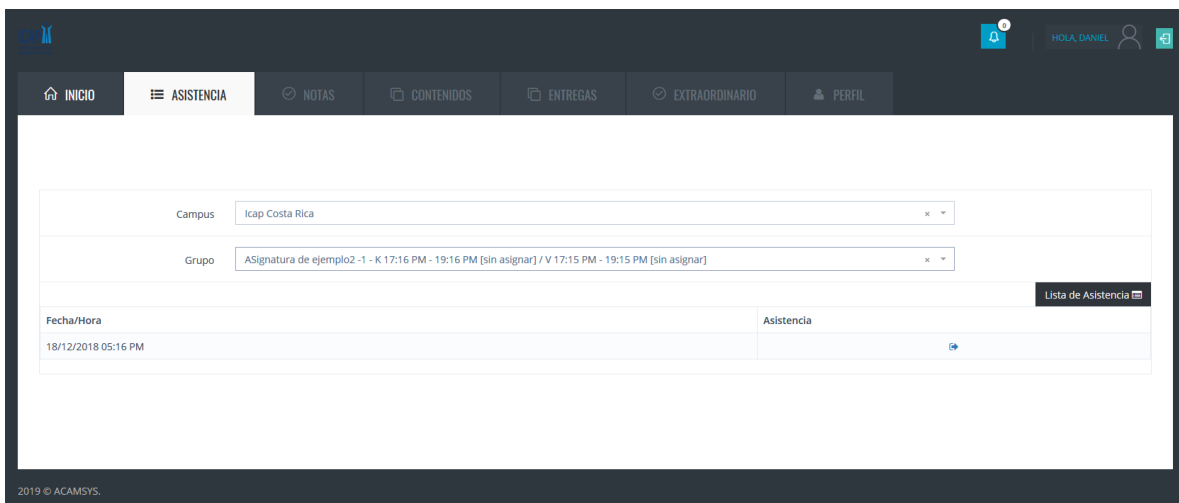 0
HOLA, DANIEL
INICIO
ASISTENCIA
NOTAS
CONTENIDOS
ENTREGAS
EXTRAORDINARIO
PERFIL
Campus
Icap Costa Rica
Grupo
ASignatura de ejemplo2 -1 - K 17:16 PM - 19:16 PM [sin asignar] / V 17:15 PM - 19:15 PM [sin asignar]
Lista de Asistencia
Fecha/Hora Asistencia
18/12/2018 05:16 PM
2019 © ACAMSYS.